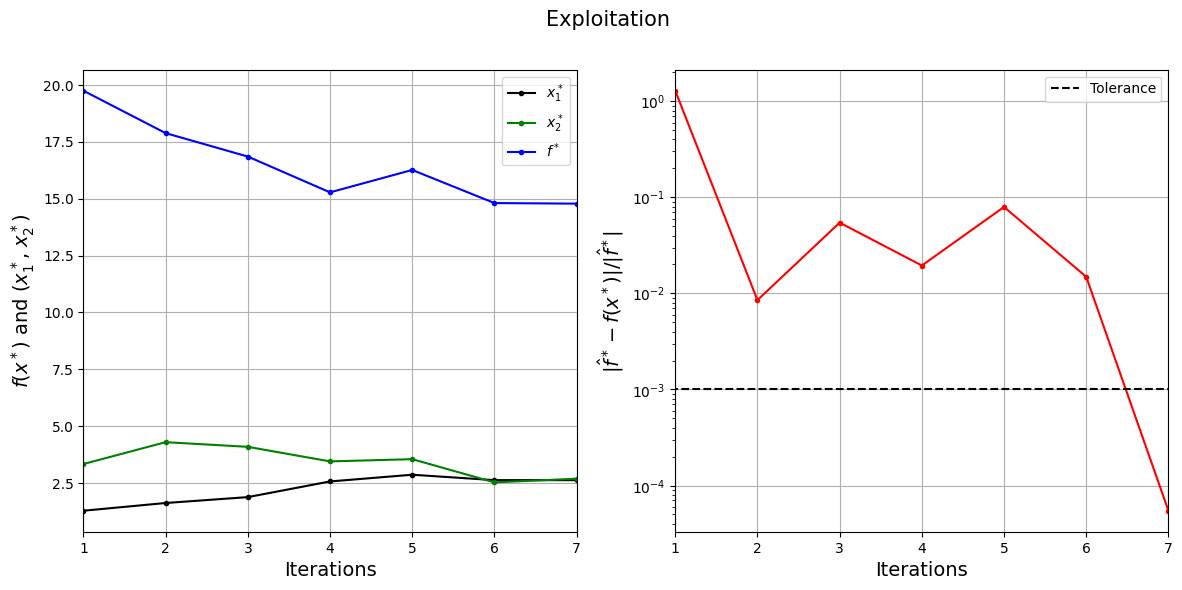 Exploitation
f(x*) and (x₁*, x₂*)
20.0
17.5
15.0
12.5
10.0
7.5
5.0
2.5
x₁*
x₂*
f*
1 2 3 4 5 6 7
Iterations
|f̂* − f(x*)|/|f̂*|
10⁰
10⁻¹
10⁻²
10⁻³
10⁻⁴
Tolerance
1 2 3 4 5 6 7
Iterations